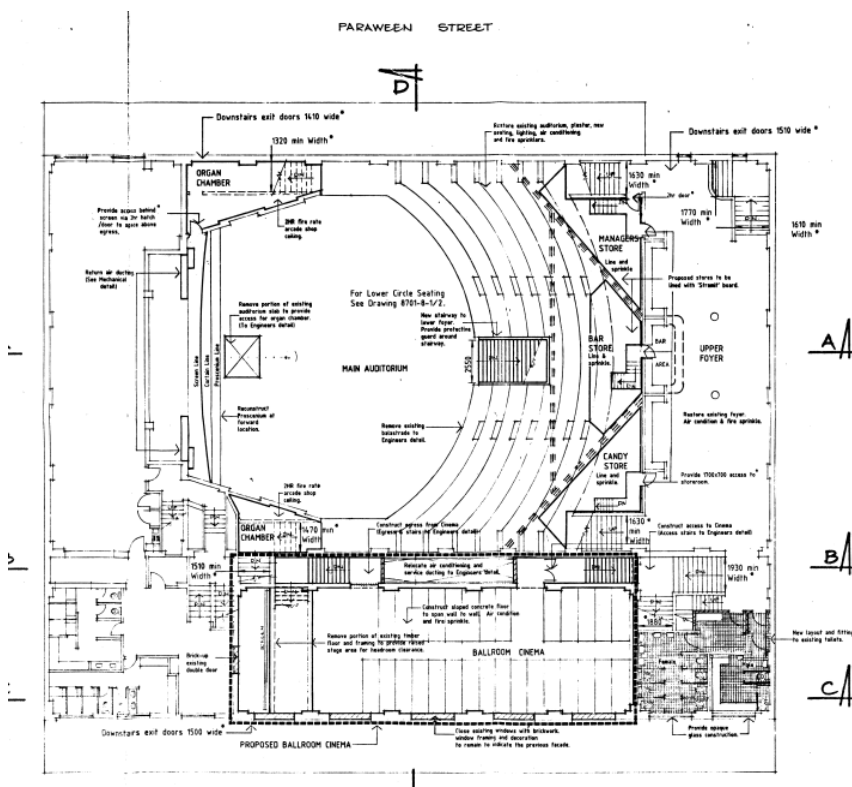 PARAWEEN STREET
D
Downstairs exit doors 1410 wide*
1320 min Width*
Restore existing auditorium, plaster, new
seating, lighting, air conditioning
and fire sprinklers.
Downstairs exit doors 1510 wide*
ORGAN
CHAMBER
1630 min
Width*
2hr door*
1770 min
Width*
1610 min
Width*
Provide access behind
screen via 2hr hatch
/door to space above
egress.
2HR fire rate
arcade shop
ceiling.
MANAGERS
STORE
Line and
sprinkle
Return air ducting
(See Mechanical
detail)
Proposed stores to be
lined with 'Stramit' board.
For Lower Circle Seating
See Drawing 8701-8-1/2.
Remove portion of existing
auditorium slab to provide
access for organ chamber.
(To Engineers detail)
New stairway to
lower foyer.
Provide protective
guard around
stairway.
Screen Line
Curtain Line
Proscenium Line
MAIN AUDITORIUM
2550
BAR
STORE
Line &
sprinkle.
BAR
AREA
UPPER
FOYER
A
Reconstruct
Proscenium at
forward
location.
Remove existing
balastrade to
Engineers detail.
Restore existing foyer.
Air condition & fire sprinkle.
CANDY
STORE
Line and
sprinkle.
Provide 1700x700 access to*
storeroom.
2HR fire rate
arcade shop
ceiling.
ORGAN
CHAMBER
1470 min
Width*
Construct egress from Cinema
(Egress & stairs to Engineers detail)
1630*
min
Width*
Construct access to Cinema
(Access stairs to Engineers detail)
1510 min
Width*
Relocate air conditioning and
service ducting to Engineers detail.
1930 min
Width*
B
Construct sloped concrete floor
to span wall to wall. Air condition
and fire sprinkle.
1880*
Remove portion of existing timber
floor and framing to provide raised
stage area for headroom clearance.
SCREEN
BALLROOM CINEMA
New layout and fitting
to existing toilets.
Brick-up
existing
double door
Female
C
Downstairs exit doors 1500 wide*
PROPOSED BALLROOM CINEMA
Close existing windows with brickwork,
window framing and decoration
to remain to indicate the previous facade.
Provide opaque
glass construction.